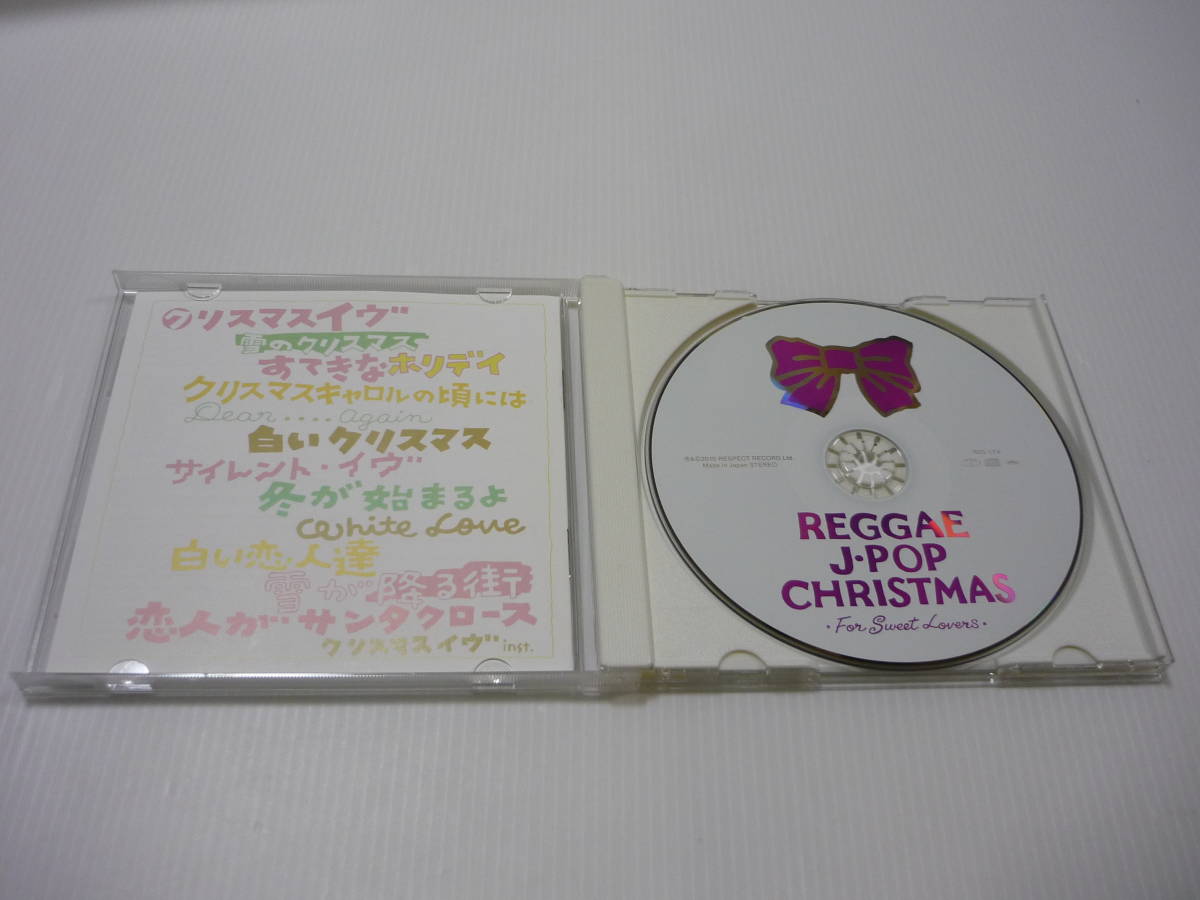 クリスマスイヴ
雪のクリスマス
すてきなホリデイ
クリスマスキャロルの頃には
Dear....again
白いクリスマス
サイレント・イヴ
冬が始まるよ
White Love
白い恋人達
雪が降る街
恋人がサンタクロース
クリスマスイヴ inst.
℗&©2010 RESPECT RECORD Ltd.
Made in Japan STEREO
REGGAE
J・POP
CHRISTMAS
・For Sweet Lovers・